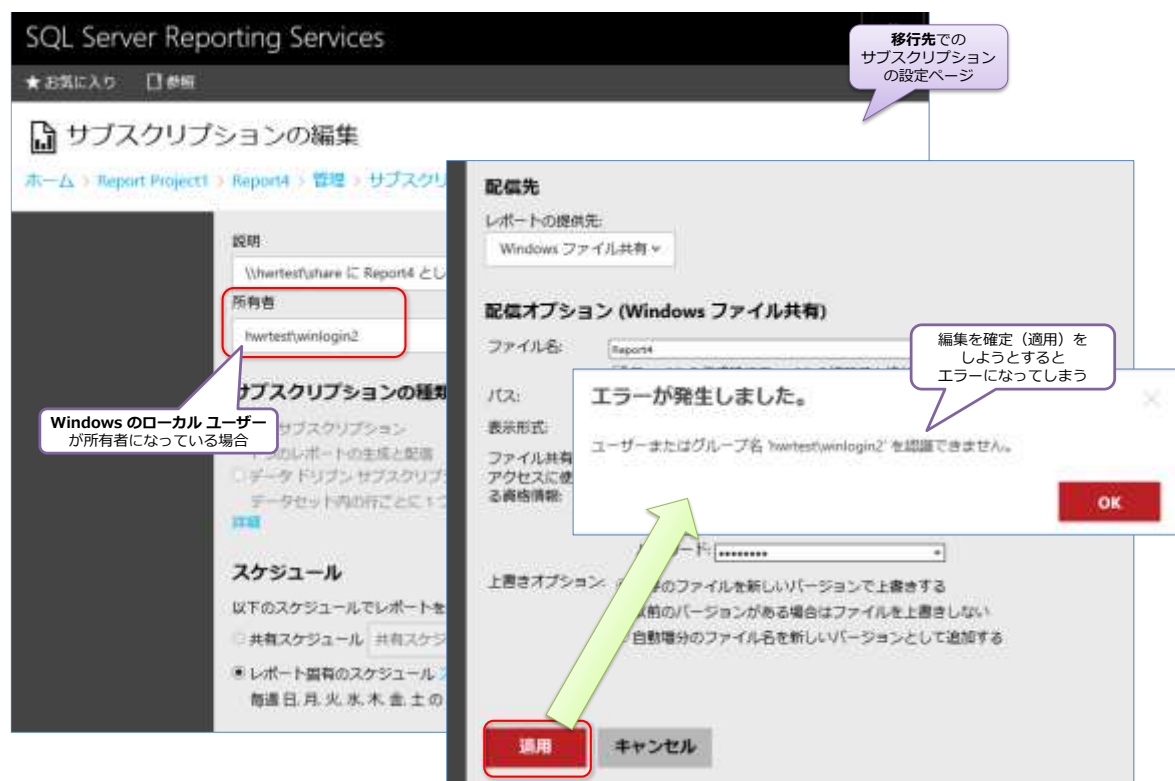 SQL Server Reporting Services
★ お気に入り 参照
移行先での
サブスクリプション
の設定ページ
サブスクリプションの編集
ホーム > Report Project1 > Report4 > 管理 > サブスクリ
説明
\\hwrtest\share に Report4 とし
所有者
hwrtest\winlogin2
Windows のローカル ユーザー
が所有者になっている場合
サブスクリプションの種類
サブスクリプション
のレポートの生成と配信
データ ドリブン サブスクリプ
データセット内の行ごとに 1 つ
詳細
スケジュール
以下のスケジュールでレポートを
共有スケジュール 共有スケジ
レポート固有のスケジュール
毎週 日, 月, 火, 水, 木, 金, 土 の
配信先
レポートの提供先:
Windows ファイル共有
配信オプション (Windows ファイル共有)
ファイル名: Report4
編集を確定（適用）を
しようとすると
エラーになってしまう
パス:
表示形式:
ファイル共有
アクセスに使
る資格情報:
エラーが発生しました。
ユーザーまたはグループ名 'hwrtest\winlogin2' を認識できません。
OK
ード: ••••••••
上書きオプション:
のファイルを新しいバージョンで上書きする
前のバージョンがある場合はファイルを上書きしない
自動増分のファイル名を新しいバージョンとして追加する
適用 キャンセル